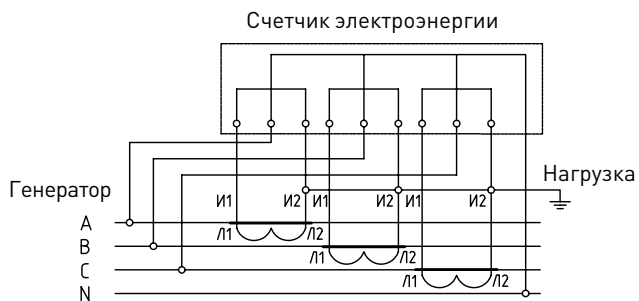 Счетчик электроэнергии
Генератор
Нагрузка
И1 И2 И1 И2 И1 И2
A
Л1 Л2
B
Л1 Л2
C
Л1 Л2
N